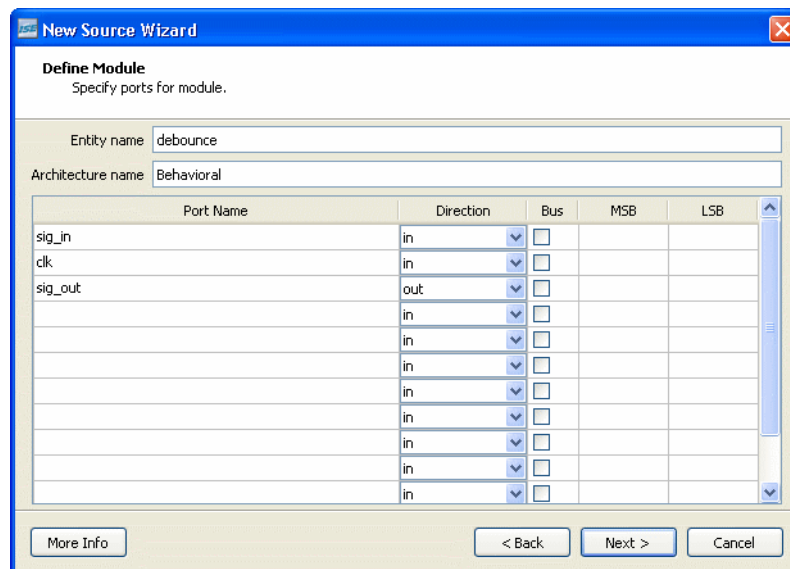 ISE New Source Wizard
Define Module
Specify ports for module.
Entity name debounce
Architecture name Behavioral
Port Name Direction Bus MSB LSB
sig_in in
clk in
sig_out out
in
in
in
in
in
in
in
in
More Info < Back Next > Cancel